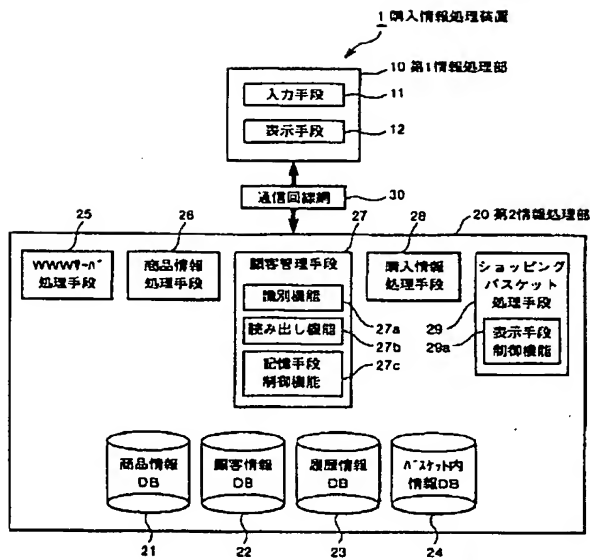 1 購入情報処理装置
10 第1情報処理部
入力手段
11
表示手段
12
通信回線網
30
25
26
27
28
20 第2情報処理部
WWWサーバ
処理手段
商品情報
処理手段
顧客管理手段
識別機能
27a
読み出し機能
27b
記憶手段
制御機能
27c
購入情報
処理手段
ショッピング
バスケット
処理手段
29
表示手段
制御機能
29a
商品情報
DB
顧客情報
DB
履歴情報
DB
バスケット内
情報DB
21
22
23
24